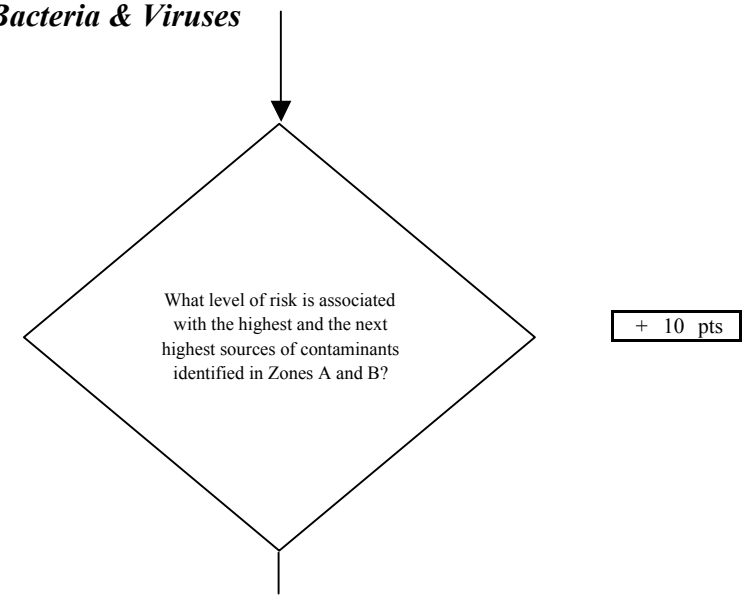 Bacteria & Viruses
What level of risk is associated
with the highest and the next
highest sources of contaminants
identified in Zones A and B?
+ 10 pts